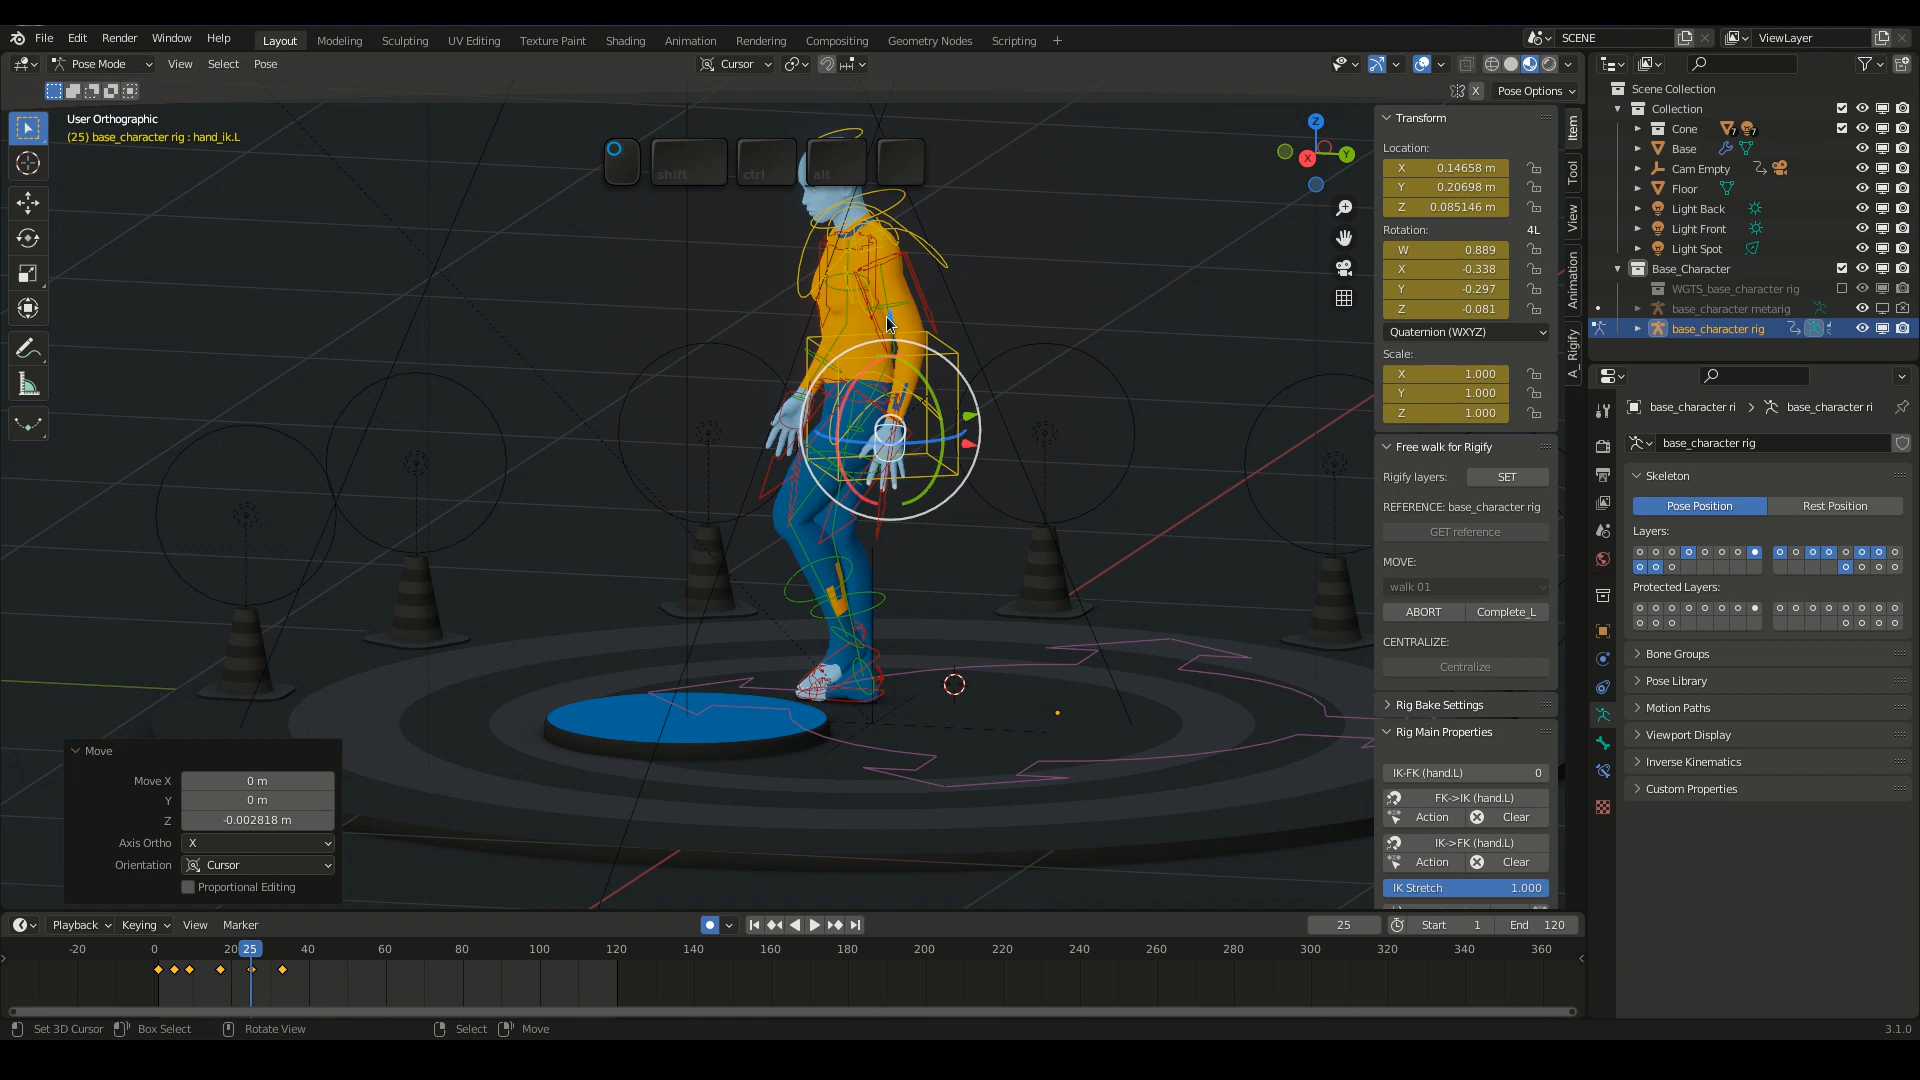 File Edit Render Window Help Layout Modeling Sculpting UV Editing Texture Paint Shading Animation Rendering Compositing Geometry Nodes Scripting + SCENE ViewLayer
Pose Mode View Select Pose Cursor
X Pose Options
User Orthographic
(25) base_character rig : hand_ik.L
shift ctrl alt
Z
Y
X
Item
Tool
View
Animation
A_Rigify
Transform
Location:
X 0.14658 m
Y 0.20698 m
Z 0.085146 m
Rotation: 4L
W 0.889
X -0.338
Y -0.297
Z -0.081
Quaternion (WXYZ)
Scale:
X 1.000
Y 1.000
Z 1.000
Free walk for Rigify
Rigify layers: SET
REFERENCE: base_character rig
GET reference
MOVE:
walk 01
ABORT Complete_L
CENTRALIZE:
Centralize
Rig Bake Settings
Rig Main Properties
IK-FK (hand.L) 0
FK->IK (hand.L)
Action Clear
IK->FK (hand.L)
Action Clear
IK Stretch 1.000
Scene Collection
Collection
Cone 7 7
Base
Cam Empty
Floor
Light Back
Light Front
Light Spot
Base_Character
WGTS_base_character rig
base_character metarig
base_character rig
base_character ri base_character ri
base_character rig
Skeleton
Pose Position Rest Position
Layers:
Protected Layers:
Bone Groups
Pose Library
Motion Paths
Viewport Display
Inverse Kinematics
Custom Properties
Move
Move X 0 m
Y 0 m
Z -0.002818 m
Axis Ortho X
Orientation Cursor
Proportional Editing
Playback Keying View Marker 25 Start 1 End 120
-20 0 20 25 40 60 80 100 120 140 160 180 200 220 240 260 280 300 320 340 360
Set 3D Cursor Box Select Rotate View Select Move 3.1.0